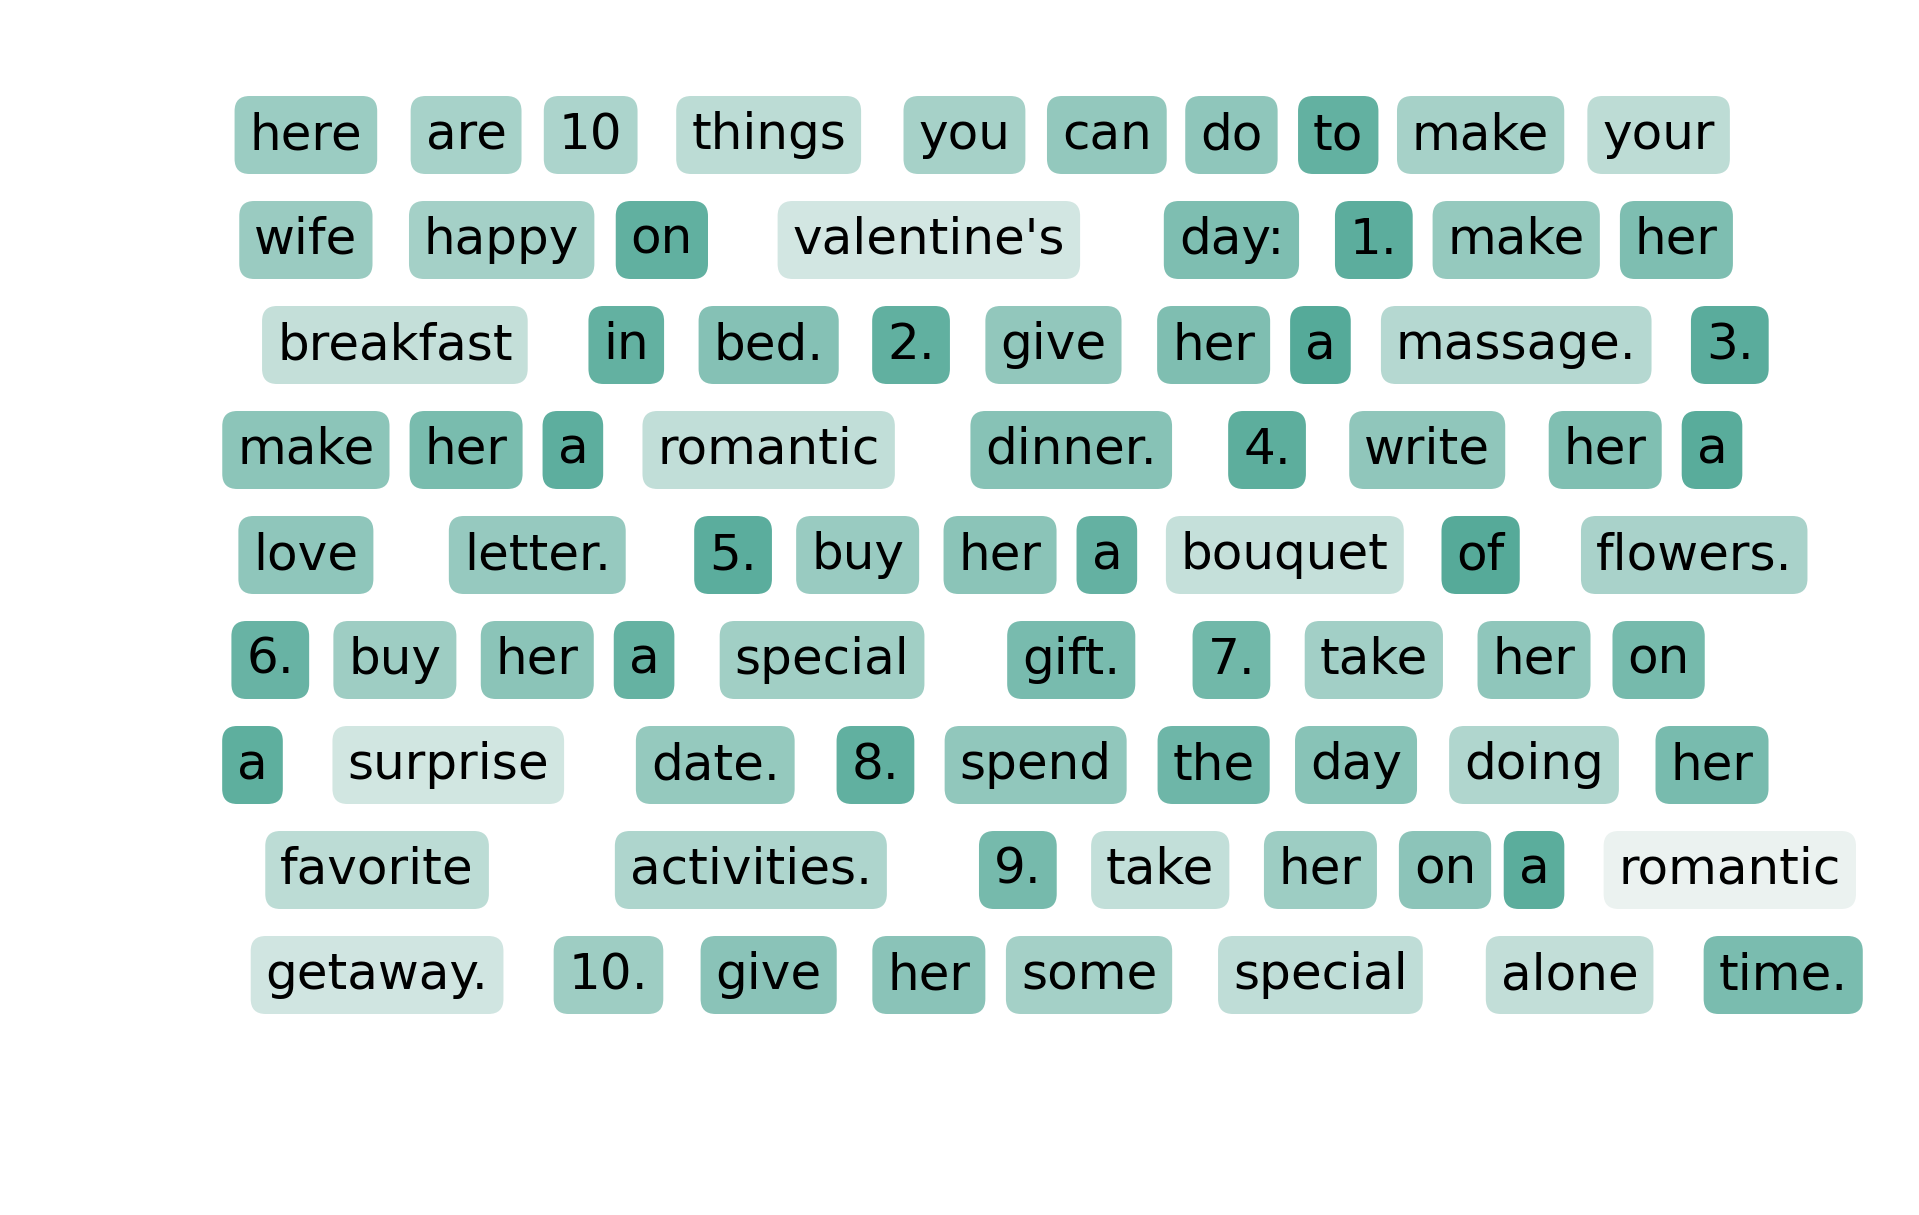 here are 10 things you can do to make your
wife happy on valentine's day: 1. make her
breakfast in bed. 2. give her a massage. 3.
make her a romantic dinner. 4. write her a
love letter. 5. buy her a bouquet of flowers.
6. buy her a special gift. 7. take her on
a surprise date. 8. spend the day doing her
favorite activities. 9. take her on a romantic
getaway. 10. give her some special alone time.